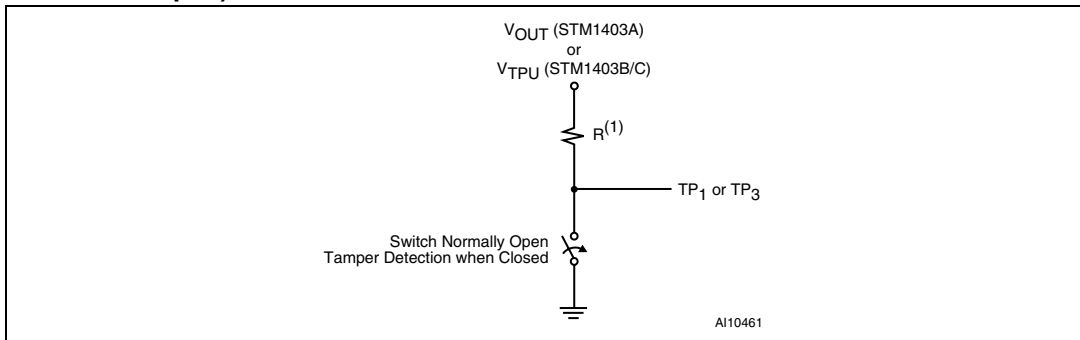 VOUT (STM1403A)
or
VTPU (STM1403B/C)
R(1)
TP1 or TP3
Switch Normally Open
Tamper Detection when Closed
AI10461